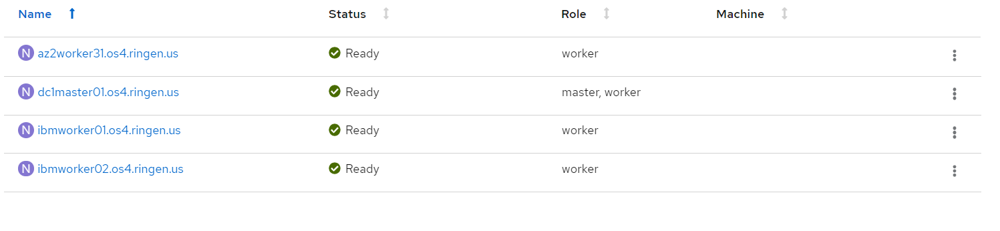 Name Status Role Machine
N az2worker31.os4.ringen.us Ready worker
N dc1master01.os4.ringen.us Ready master, worker
N ibmworker01.os4.ringen.us Ready worker
N ibmworker02.os4.ringen.us Ready worker